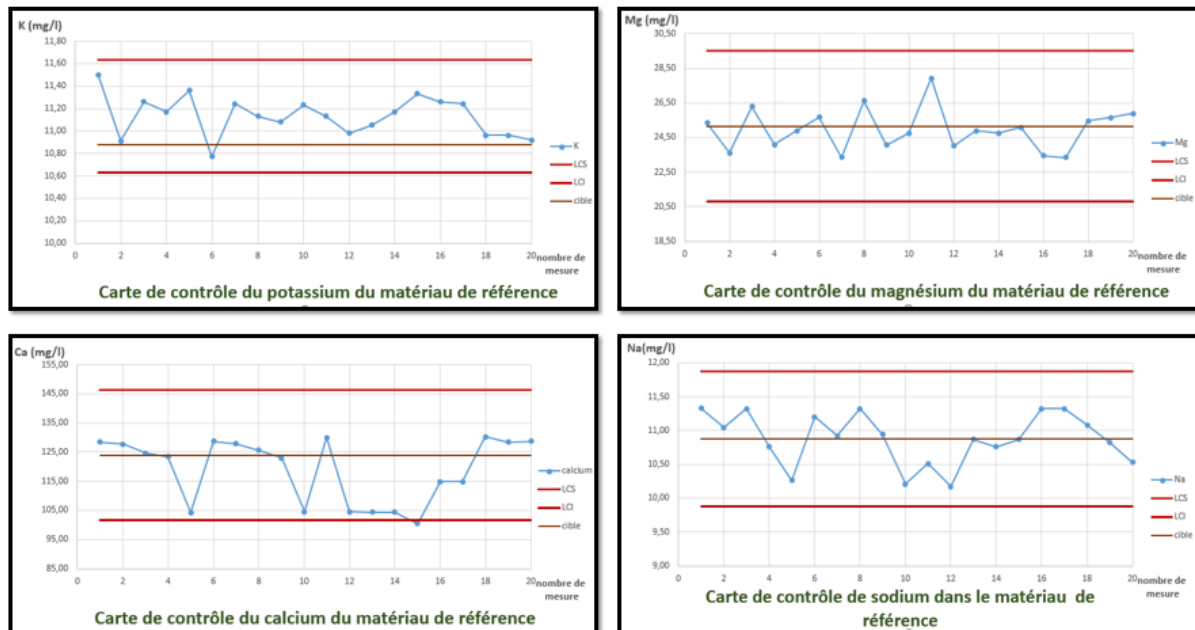 K (mg/l)
11,80
11,60
11,40
11,20
11,00
10,80
10,60
10,40
10,20
10,00
0 2 4 6 8 10 12 14 16 18 20
nombre de
mesure
K
LCS
LCI
cible
Carte de contrôle du potassium du matériau de référence
Mg (mg/l)
30,50
28,50
26,50
24,50
22,50
20,50
18,50
0 2 4 6 8 10 12 14 16 18 20
nombre de
mesure
Mg
LCS
LCI
cible
Carte de contrôle du magnésium du matériau de référence
Ca (mg/l)
155,00
145,00
135,00
125,00
115,00
105,00
95,00
85,00
0 2 4 6 8 10 12 14 16 18 20
nombre de
mesure
calcium
LCS
LCI
cible
Carte de contrôle du calcium du matériau de référence
Na(mg/l)
12,00
11,50
11,00
10,50
10,00
9,50
9,00
0 2 4 6 8 10 12 14 16 18 20
nombre de
mesure
Na
LCS
LCI
cible
Carte de contrôle de sodium dans le matériau de
référence